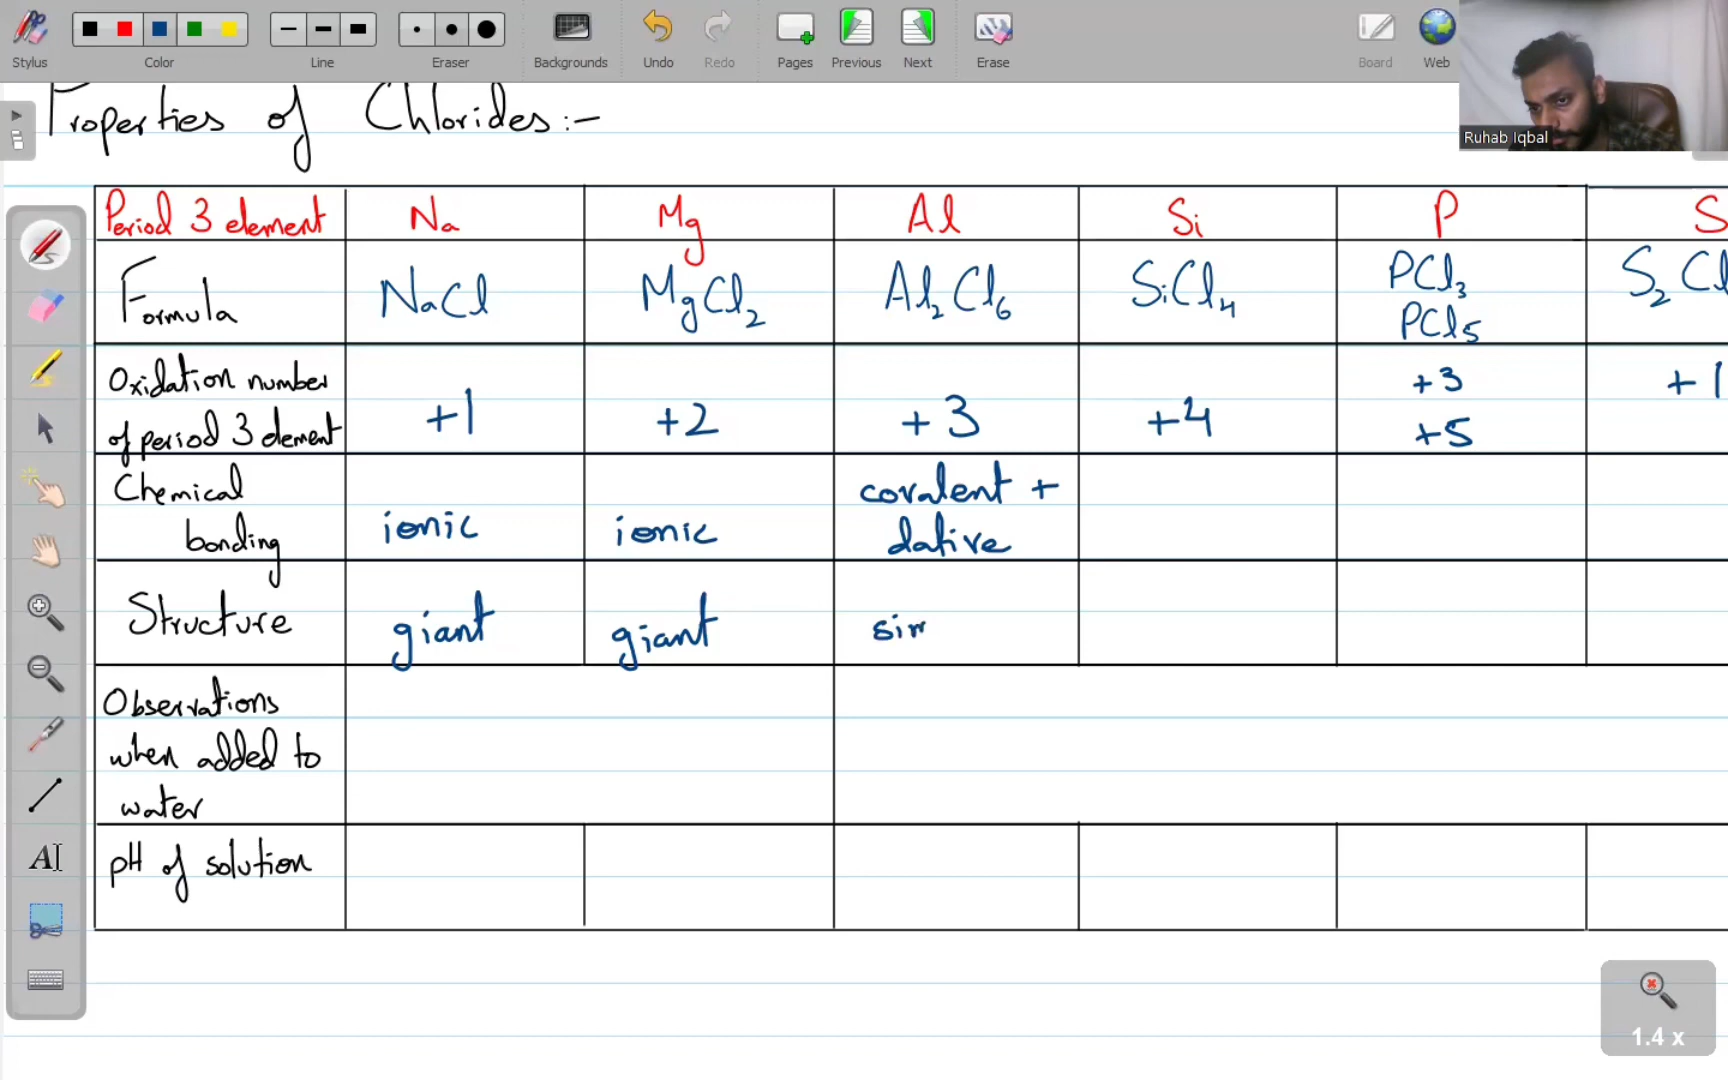 Stylus
Color
Line
Eraser
Backgrounds
Undo
Redo
Pages
Previous
Next
Erase
Board
Web
Ruhab Iqbal
Properties of Chlorides:-
Period 3 element Na Mg Al Si P S
Formula NaCl MgCl2 Al2Cl6 SiCl4 PCl3 S2Cl
PCl5
Oxidation number +1 +2 +3 +4 +3 +1
of period 3 element +5
Chemical ionic ionic covalent +
bonding dative
Structure giant giant sim
Observations
when added to
water
pH of solution
AI
1.4 x